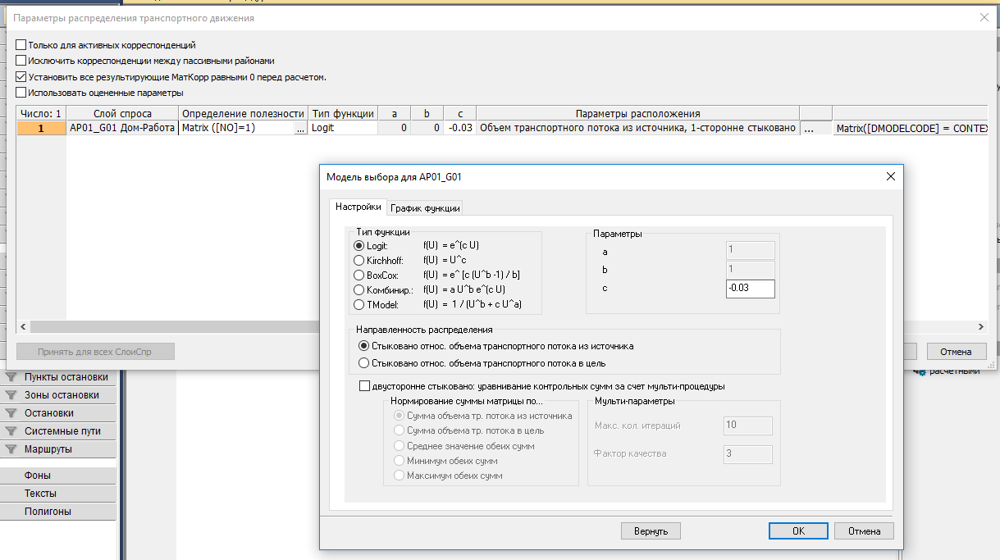 Параметры распределения транспортного движения
Только для активных корреспонденций
Исключить корреспонденции между пассивными районами
Установить все результирующие МатКорр равными 0 перед расчетом.
Использовать оцененные параметры
Число: 1 Слой спроса Определение полезности Тип функции a b c Параметры расположения
1 AP01_G01 Дом-Работа Matrix ([NO]=1) ... Logit 0 0 -0.03 Объем транспортного потока из источника, 1-сторонне стыковано ... Matrix([DMODELCODE] = CONTEX
Модель выбора для AP01_G01
Настройки График функции
Тип функции
Logit: f(U) = e^(c U)
Kirchhoff: f(U) = U^c
BoxCox: f(U) = e^ [c (U^b -1) / b]
Комбинир.: f(U) = a U^b e^(c U)
TModel: f(U) = 1 / (U^b + c U^a)
Параметры
a 1
b 1
c -0.03
Направленность распределения
Стыковано относ. объема транспортного потока из источника
Стыковано относ. объема транспортного потока в цель
двусторонне стыковано: уравнивание контрольных сумм за счет мульти-процедуры
Нормирование суммы матрицы по...
Сумма объема тр. потока из источника
Сумма объема тр. потока в цель
Среднее значение обеих сумм
Минимум обеих сумм
Максимум обеих сумм
Мульти-параметры
Макс. кол. итераций 10
Фактор качества 3
Вернуть OK Отмена
Принять для всех СлоиСпр
Отмена
расчетными
Пункты остановки
Зоны остановки
Остановки
Системные пути
Маршруты
Фоны
Тексты
Полигоны